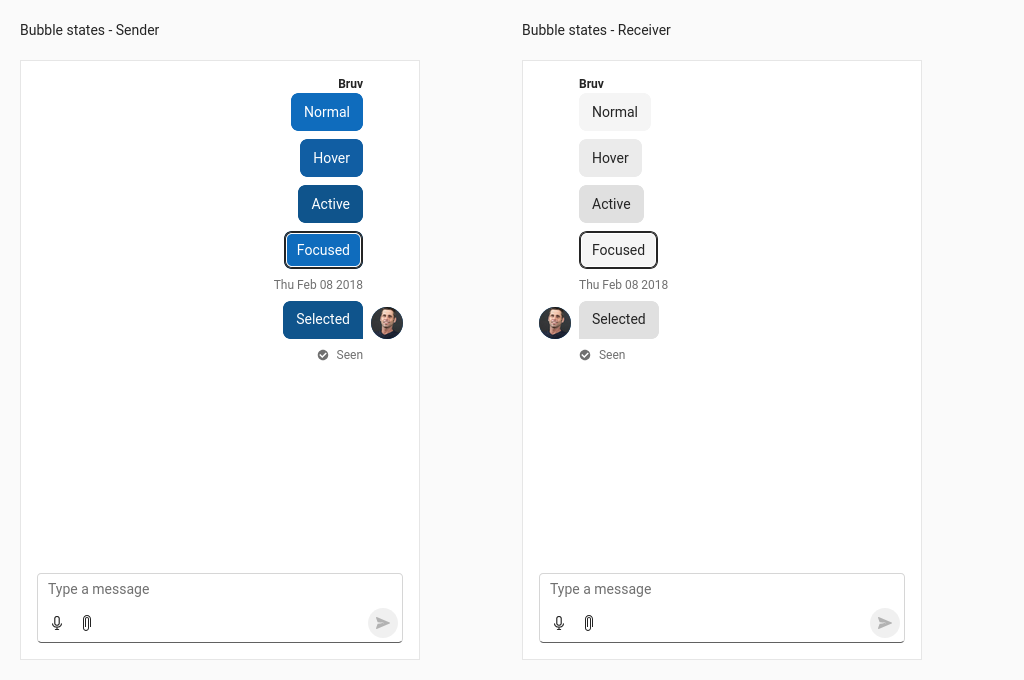 Bubble states - Sender
Bruv
Normal
Hover
Active
Focused
Thu Feb 08 2018
Selected
Seen
Type a message
Bubble states - Receiver
Bruv
Normal
Hover
Active
Focused
Thu Feb 08 2018
Selected
Seen
Type a message